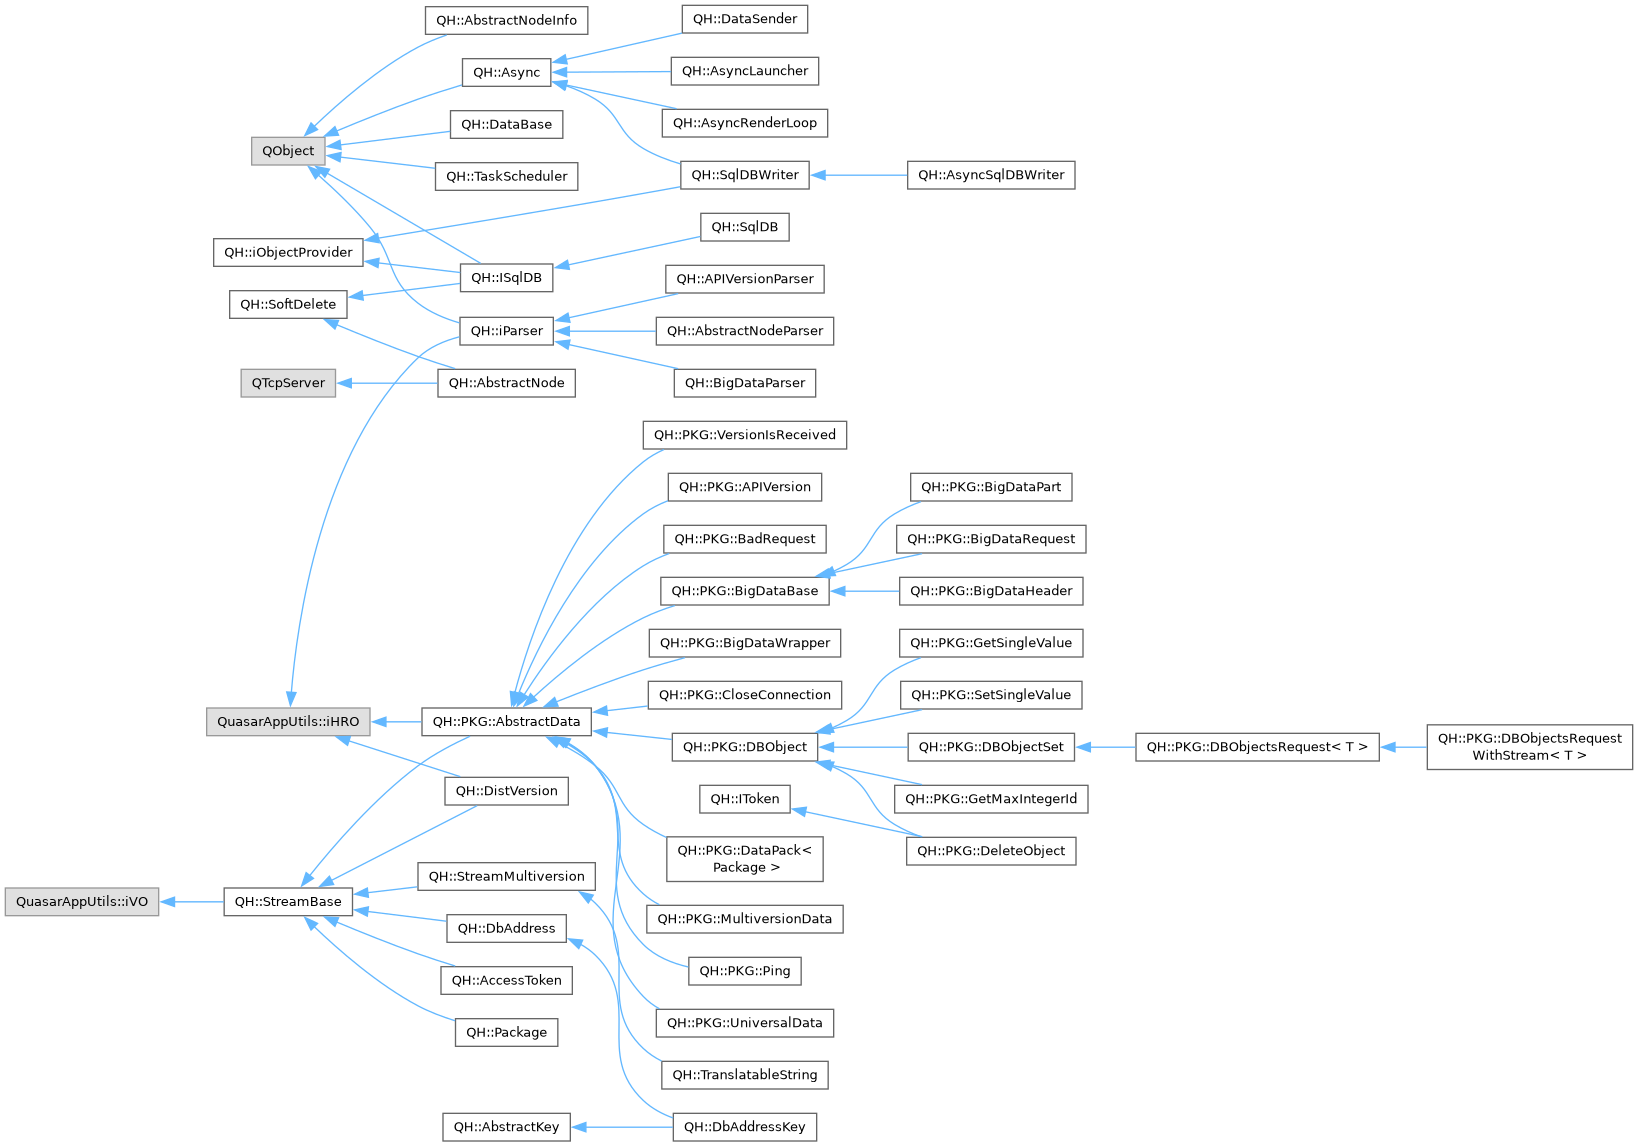 QH::AbstractNodeInfo
QH::DataSender
QH::Async
QH::AsyncLauncher
QH::DataBase
QH::AsyncRenderLoop
QObject
QH::TaskScheduler
QH::SqlDBWriter
QH::AsyncSqlDBWriter
QH::SqlDB
QH::iObjectProvider
QH::ISqlDB
QH::APIVersionParser
QH::SoftDelete
QH::iParser
QH::AbstractNodeParser
QTcpServer
QH::AbstractNode
QH::BigDataParser
QH::PKG::VersionIsReceived
QH::PKG::APIVersion
QH::PKG::BigDataPart
QH::PKG::BadRequest
QH::PKG::BigDataRequest
QH::PKG::BigDataBase
QH::PKG::BigDataHeader
QH::PKG::BigDataWrapper
QH::PKG::GetSingleValue
QH::PKG::CloseConnection
QH::PKG::SetSingleValue
QuasarAppUtils::iHRO
QH::PKG::AbstractData
QH::PKG::DBObject
QH::PKG::DBObjectSet
QH::PKG::DBObjectsRequest< T >
QH::PKG::DBObjectsRequest
WithStream< T >
QH::DistVersion
QH::IToken
QH::PKG::GetMaxIntegerId
QH::PKG::DataPack<
Package >
QH::PKG::DeleteObject
QH::StreamMultiversion
QuasarAppUtils::iVO
QH::StreamBase
QH::PKG::MultiversionData
QH::DbAddress
QH::PKG::Ping
QH::AccessToken
QH::PKG::UniversalData
QH::Package
QH::TranslatableString
QH::AbstractKey
QH::DbAddressKey